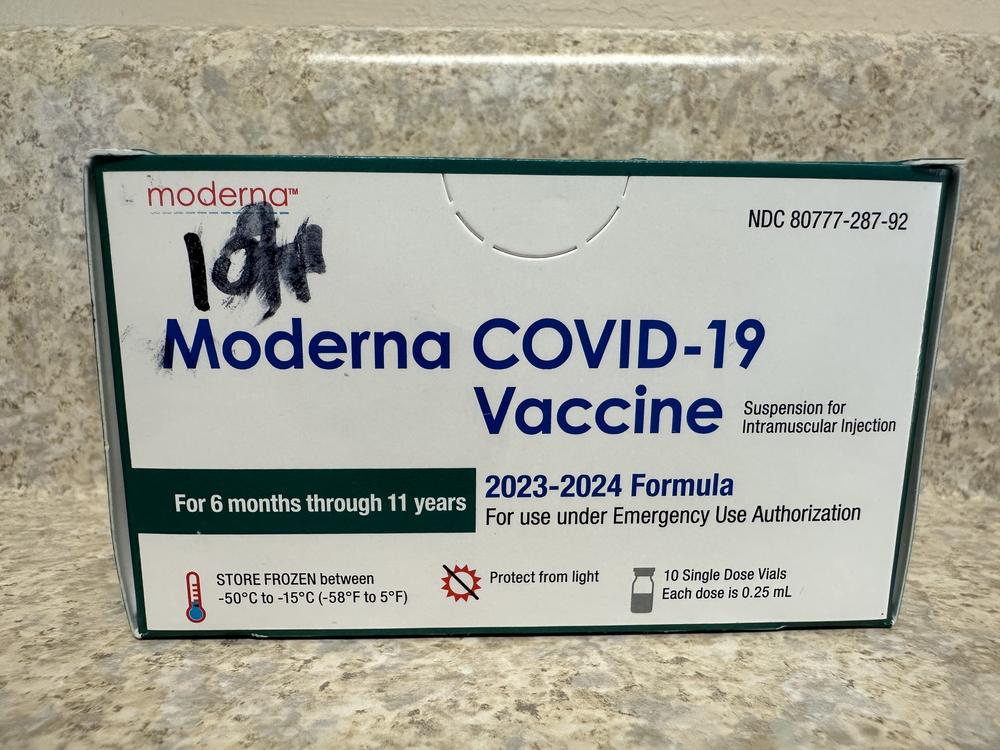 moderna™
NDC 80777-287-92
Moderna COVID-19
Vaccine
Suspension for
Intramuscular Injection
For 6 months through 11 years
2023-2024 Formula
For use under Emergency Use Authorization
STORE FROZEN between
-50°C to -15°C (-58°F to 5°F)
Protect from light
10 Single Dose Vials
Each dose is 0.25 mL